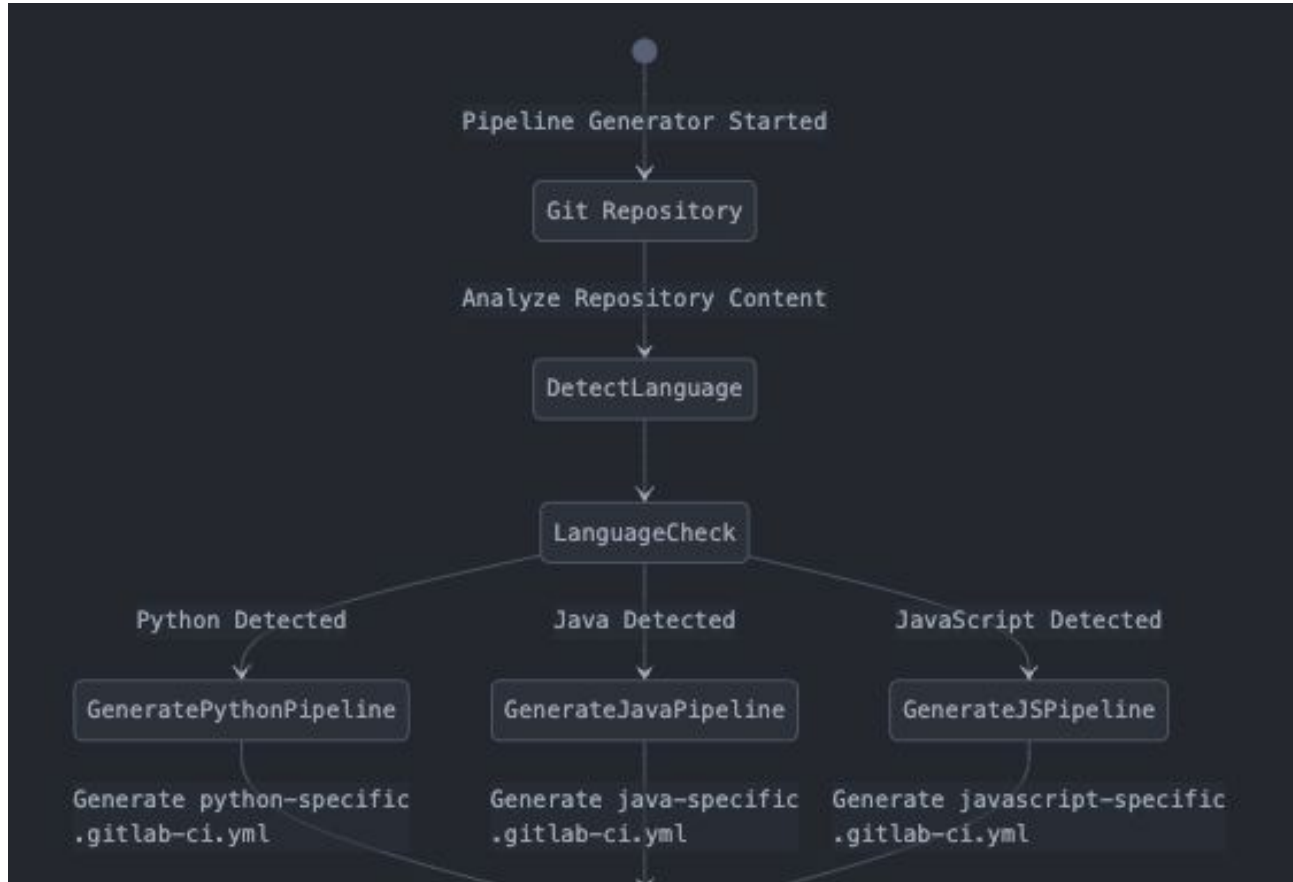 Pipeline Generator Started
Git Repository
Analyze Repository Content
DetectLanguage
LanguageCheck
Python Detected
Java Detected
JavaScript Detected
GeneratePythonPipeline
GenerateJavaPipeline
GenerateJSPipeline
Generate python-specific
.gitlab-ci.yml
Generate java-specific
.gitlab-ci.yml
Generate javascript-specific
.gitlab-ci.yml